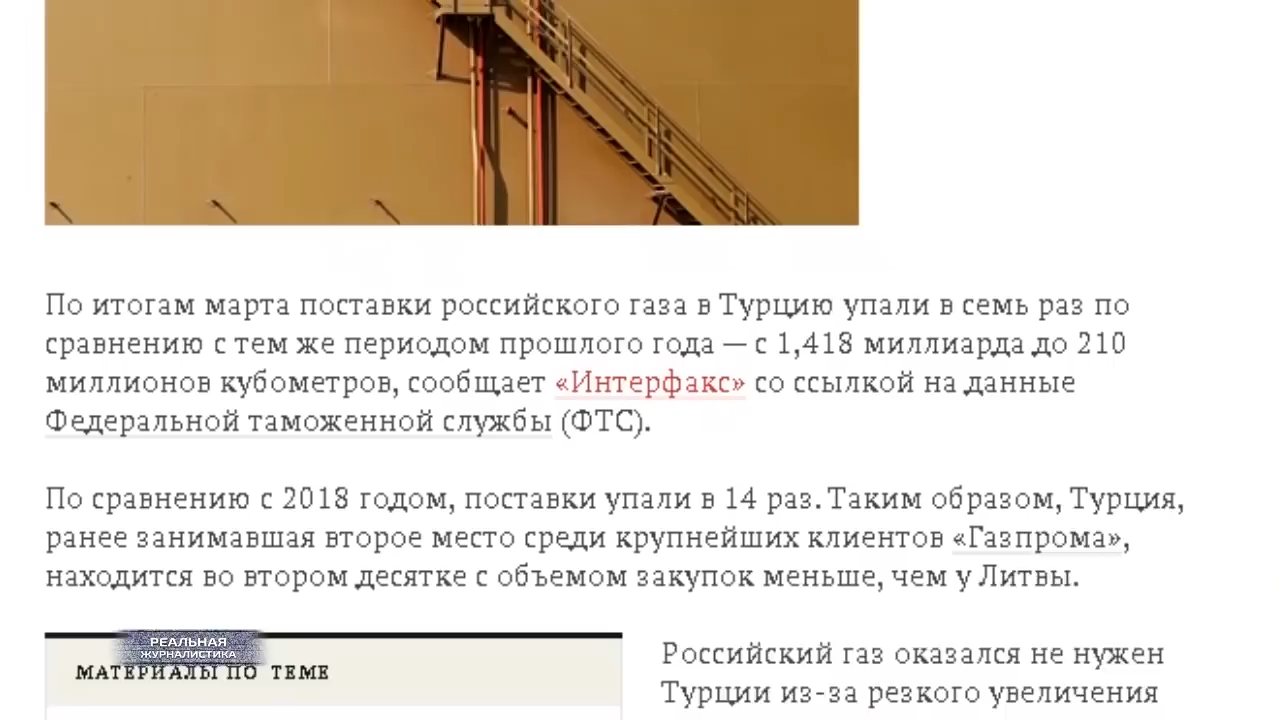 По итогам марта поставки российского газа в Турцию упали в семь раз по
сравнению с тем же периодом прошлого года — с 1,418 миллиарда до 210
миллионов кубометров, сообщает «Интерфакс» со ссылкой на данные
Федеральной таможенной службы (ФТС).
По сравнению с 2018 годом, поставки упали в 14 раз. Таким образом, Турция,
ранее занимавшая второе место среди крупнейших клиентов «Газпрома»,
находится во втором десятке с объемом закупок меньше, чем у Литвы.
РЕАЛЬНАЯ
ЖУРНАЛИСТИКА
МАТЕРИАЛЫ ПО ТЕМЕ
Российский газ оказался не нужен
Турции из-за резкого увеличения